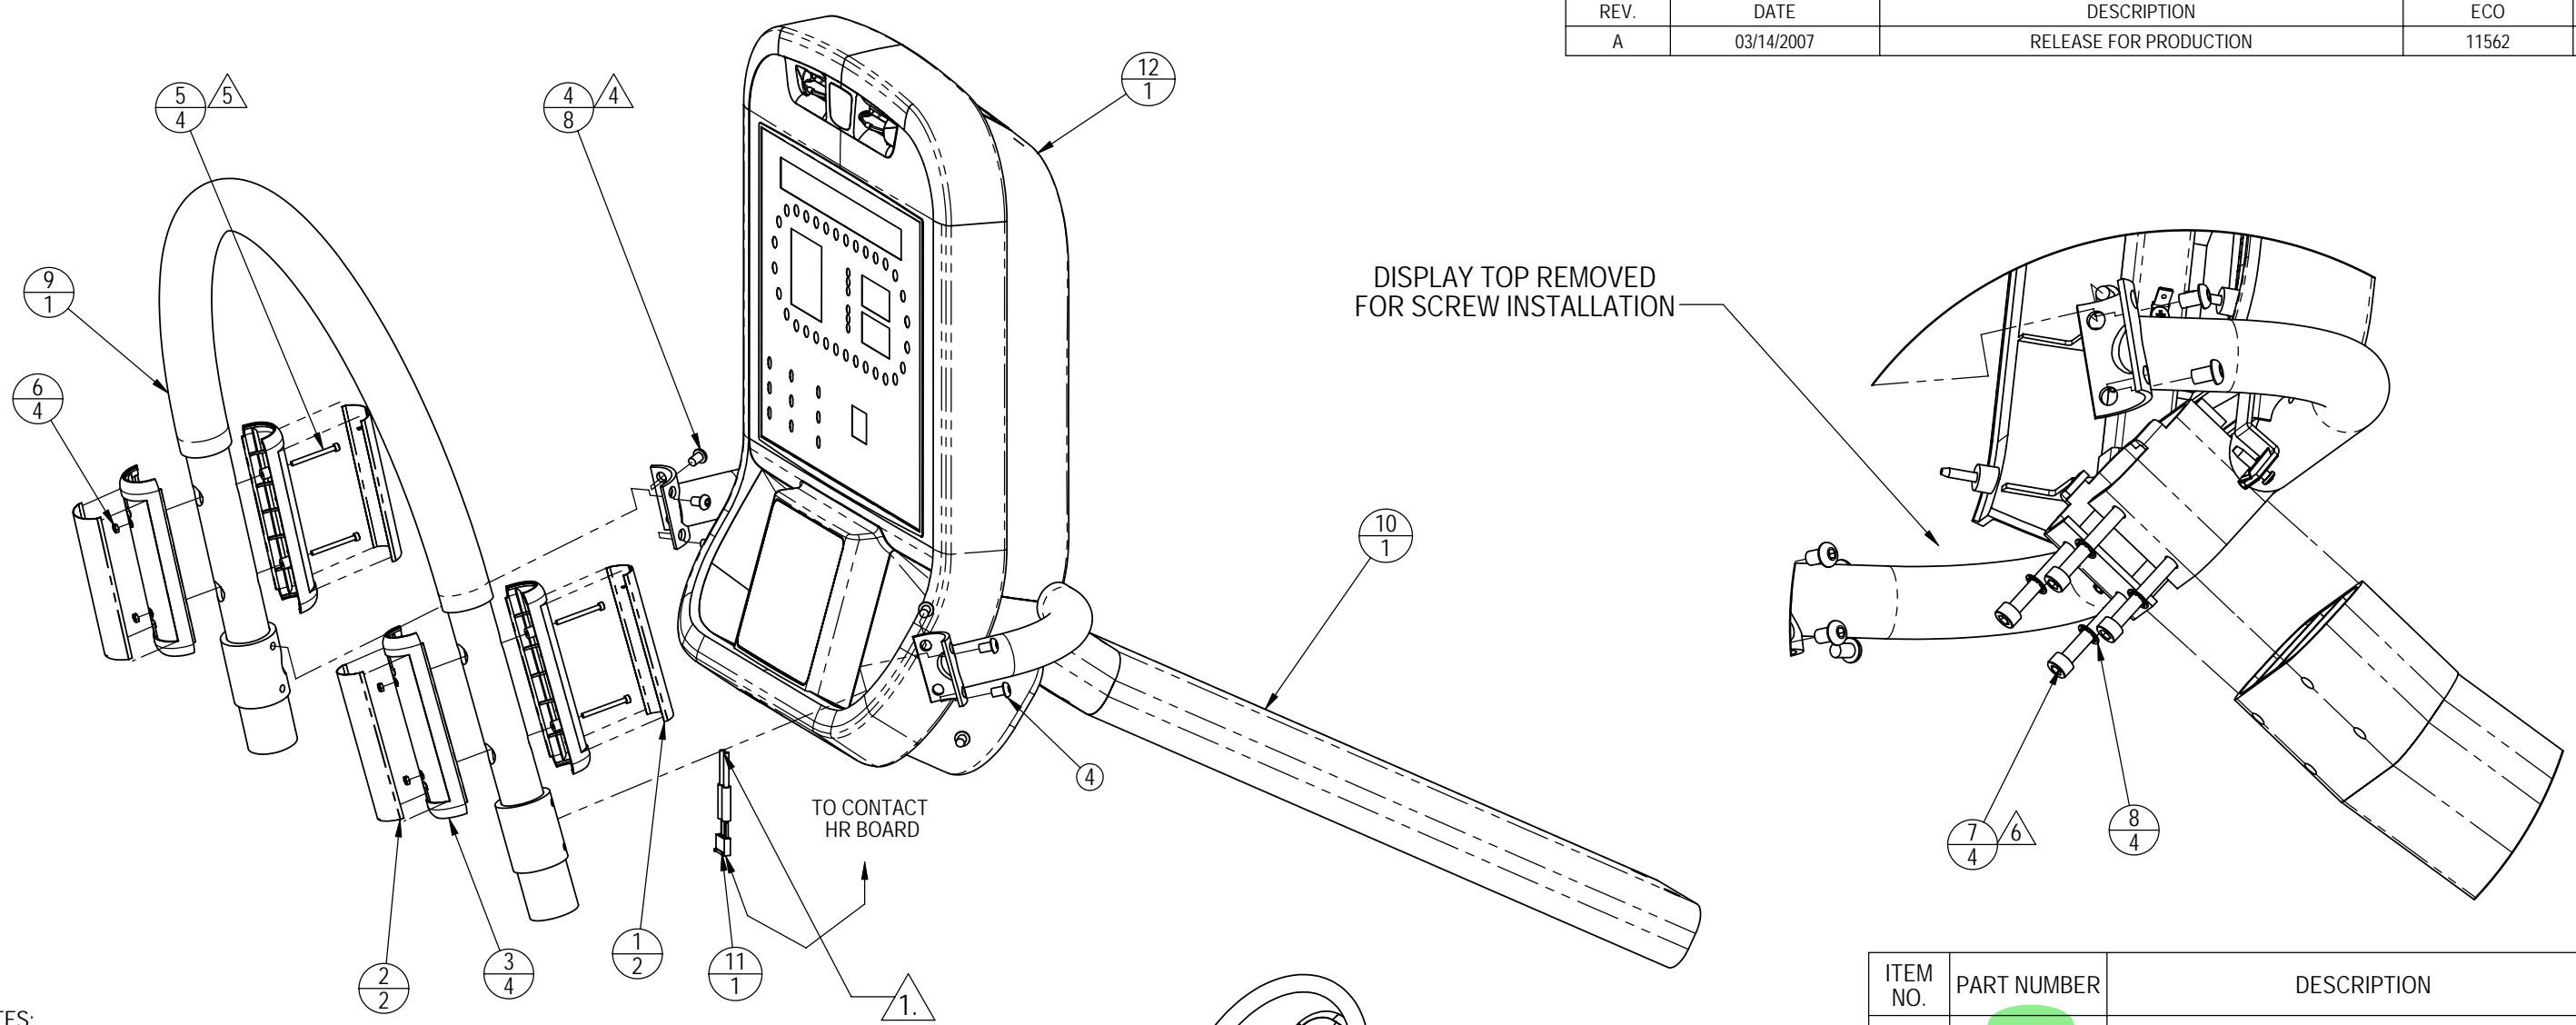 REV. DATE DESCRIPTION ECO
A 03/14/2007 RELEASE FOR PRODUCTION 11562
12
1
5
4
5
4
8
4
9
1
6
4
DISPLAY TOP REMOVED
FOR SCREW INSTALLATION
10
1
4
TO CONTACT
HR BOARD
7
4
6
8
4
1
2
11
1
3
4
2
2
1.
ITEM
NO.
PART NUMBER
DESCRIPTION